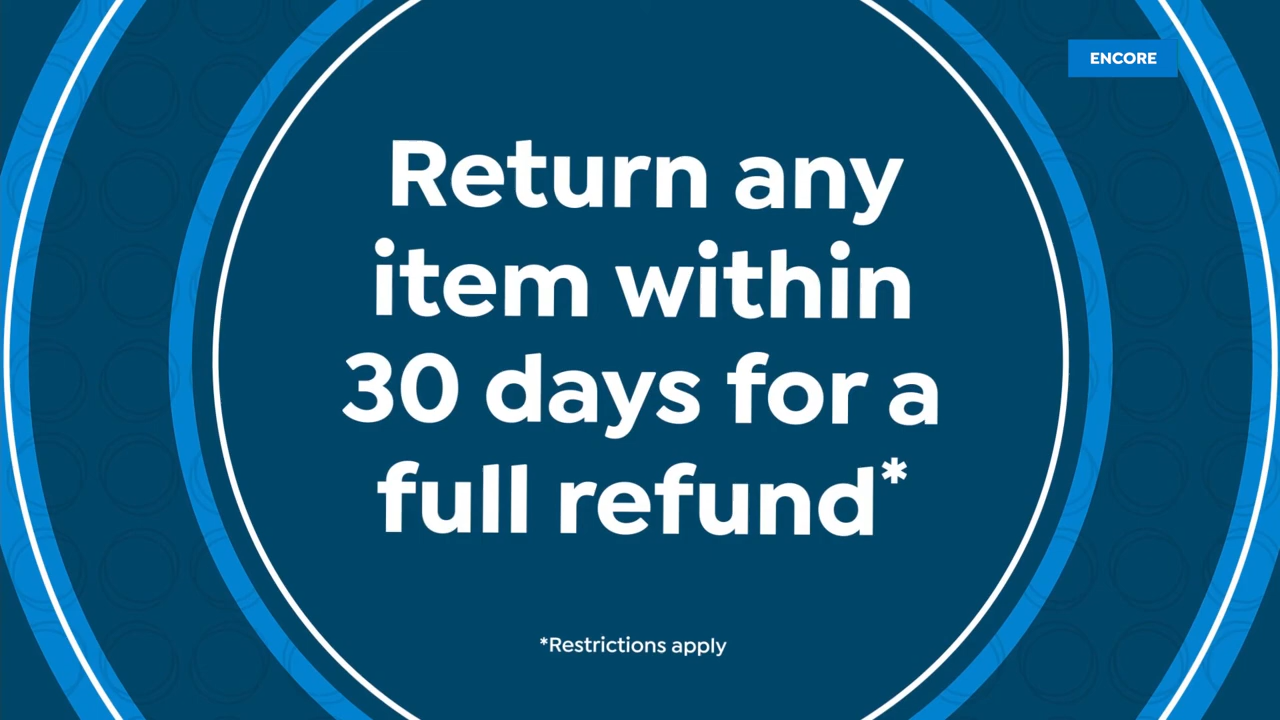 ENCORE
Return any
item within
30 days for a
full refund*
*Restrictions apply